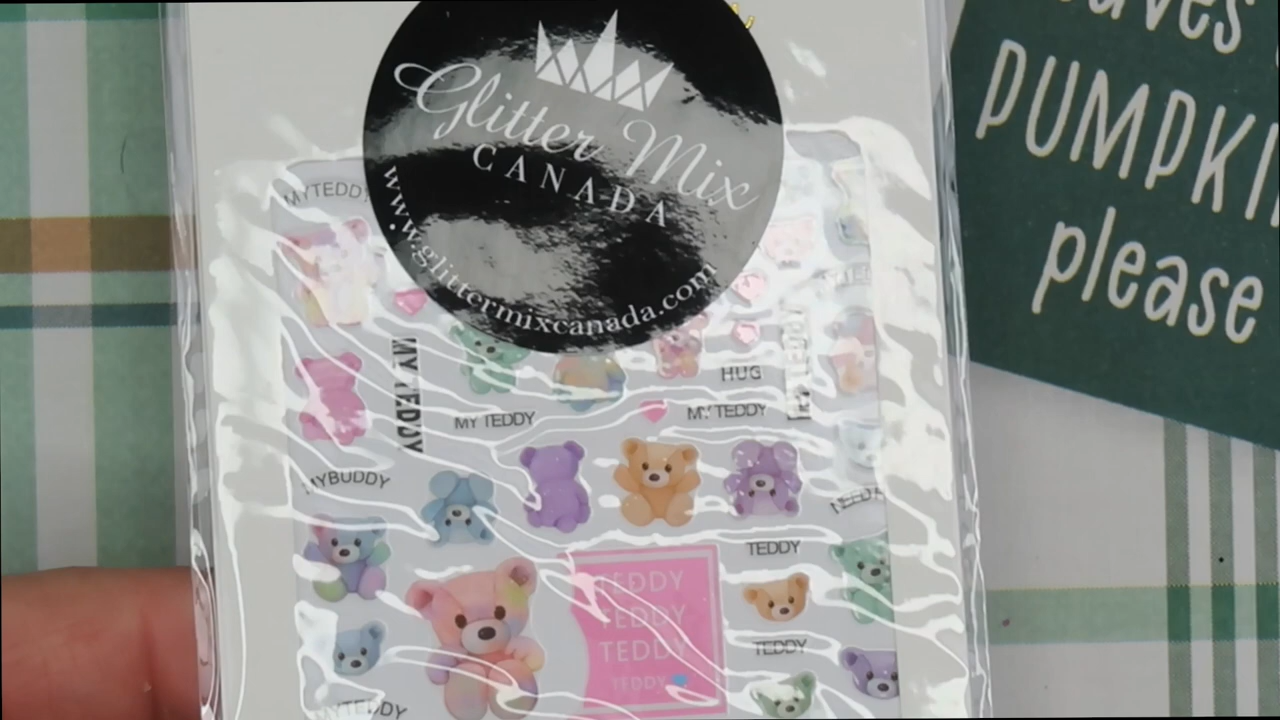 Glitter Mix
CANADA
www.glittermixcanada.com
PUMPKI
please
MYTEDDY
MY TEDDY
HUG
MY TEDDY
MY TEDDY
MYBUDDY
TEDDY
TEDDY
TEDDY
TEDDY
TEDDY
TEDDY
MYTEDDY